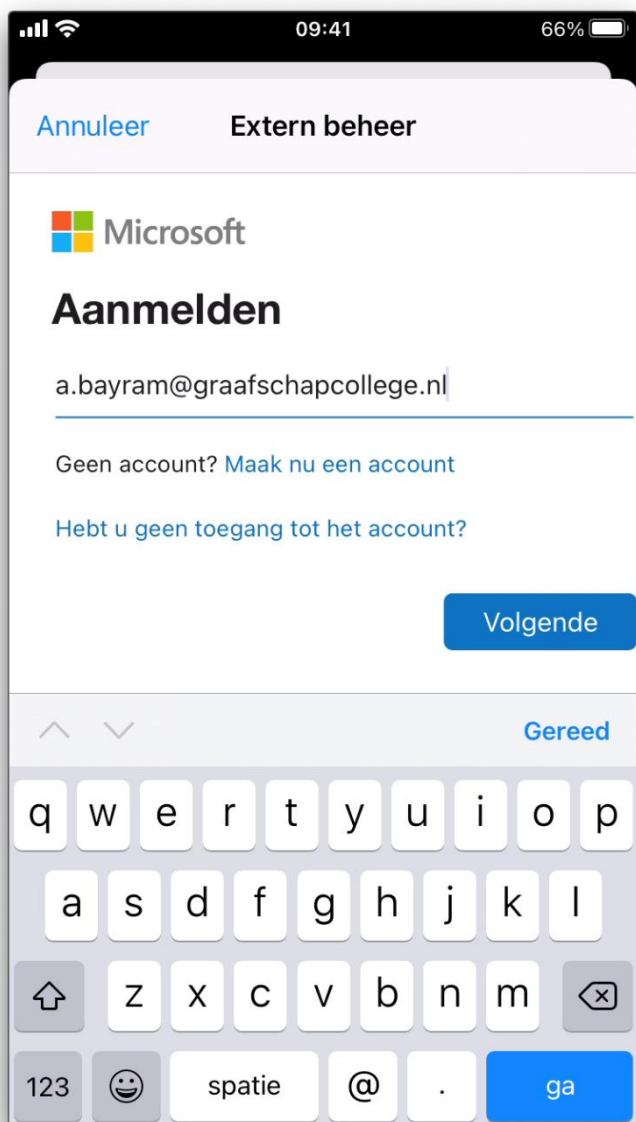 09:41 66%
Annuleer Extern beheer
Microsoft
Aanmelden
a.bayram@graafschapcollege.nl
Geen account? Maak nu een account
Hebt u geen toegang tot het account?
Volgende
Gereed
q w e r t y u i o p
a s d f g h j k l
z x c v b n m
123 spatie @ . ga